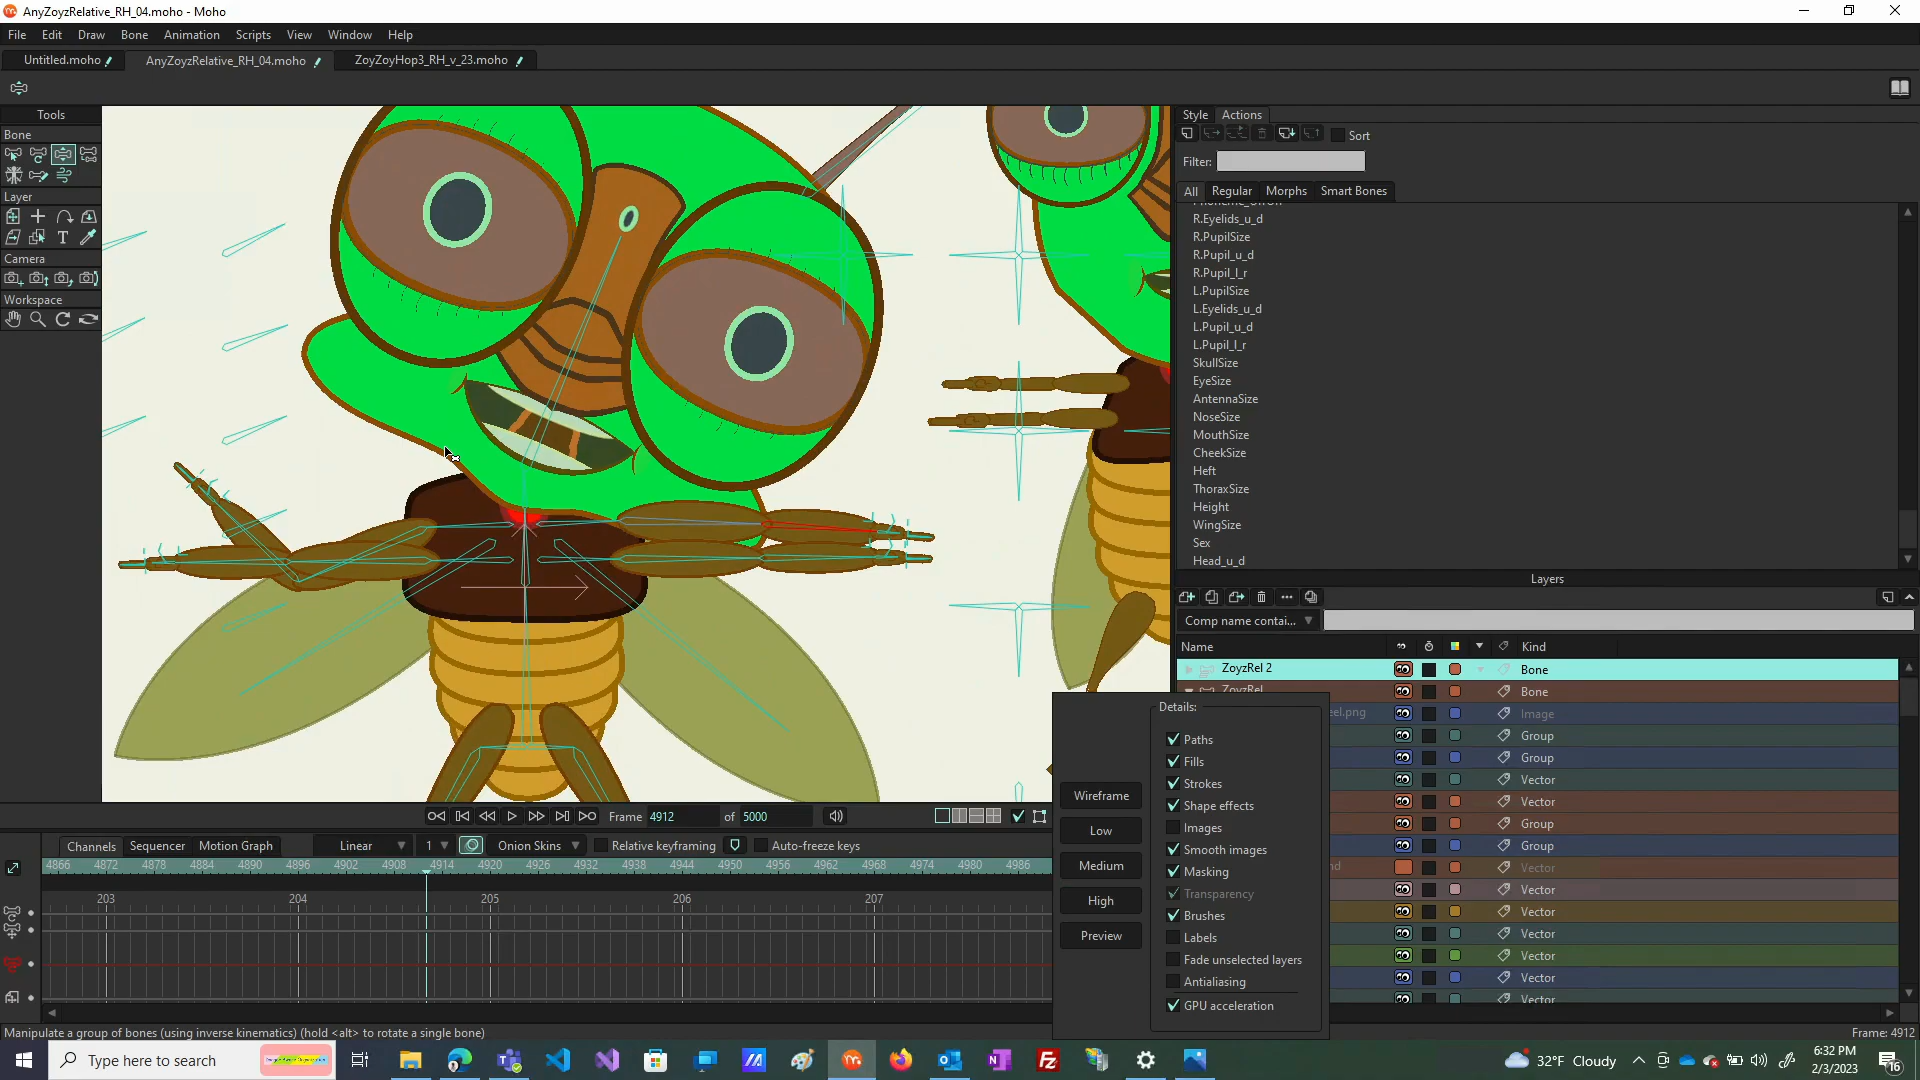 AnyZoyzRelative_RH_04.moho - Moho
File Edit Draw Bone Animation Scripts View Window Help
Untitled.moho AnyZoyzRelative_RH_04.moho ZoyZoyHop3_RH_v_23.moho
Tools
Bone
Layer
Camera
Workspace
Style Actions
Sort
Filter:
All Regular Morphs Smart Bones
R.Eyelids_u_d
R.PupilSize
R.Pupil_u_d
R.Pupil_l_r
L.PupilSize
L.Eyelids_u_d
L.Pupil_u_d
L.Pupil_l_r
SkullSize
EyeSize
AntennaSize
NoseSize
MouthSize
CheekSize
Heft
ThoraxSize
Height
WingSize
Sex
Head_u_d
Layers
Comp name contai...
Name Kind
ZoyzRel 2 Bone
ZoyzRel Bone
eel.png Image
Group
Group
Vector
Vector
Group
Group
nd Vector
Vector
Vector
Vector
Vector
Vector
Vector
Details:
Paths
Fills
Strokes
Shape effects
Images
Smooth images
Masking
Transparency
Brushes
Labels
Fade unselected layers
Antialiasing
GPU acceleration
Wireframe
Low
Medium
High
Preview
Frame 4912 of 5000
Channels Sequencer Motion Graph Linear 1 Onion Skins Relative keyframing Auto-freeze keys
4866 4872 4878 4884 4890 4896 4902 4908 4914 4920 4926 4932 4938 4944 4950 4956 4962 4968 4974 4980 4986
203 204 205 206 207
Manipulate a group of bones (using inverse kinematics) (hold <alt> to rotate a single bone)
Frame: 4912
Type here to search
32°F Cloudy
6:32 PM
2/3/2023
16